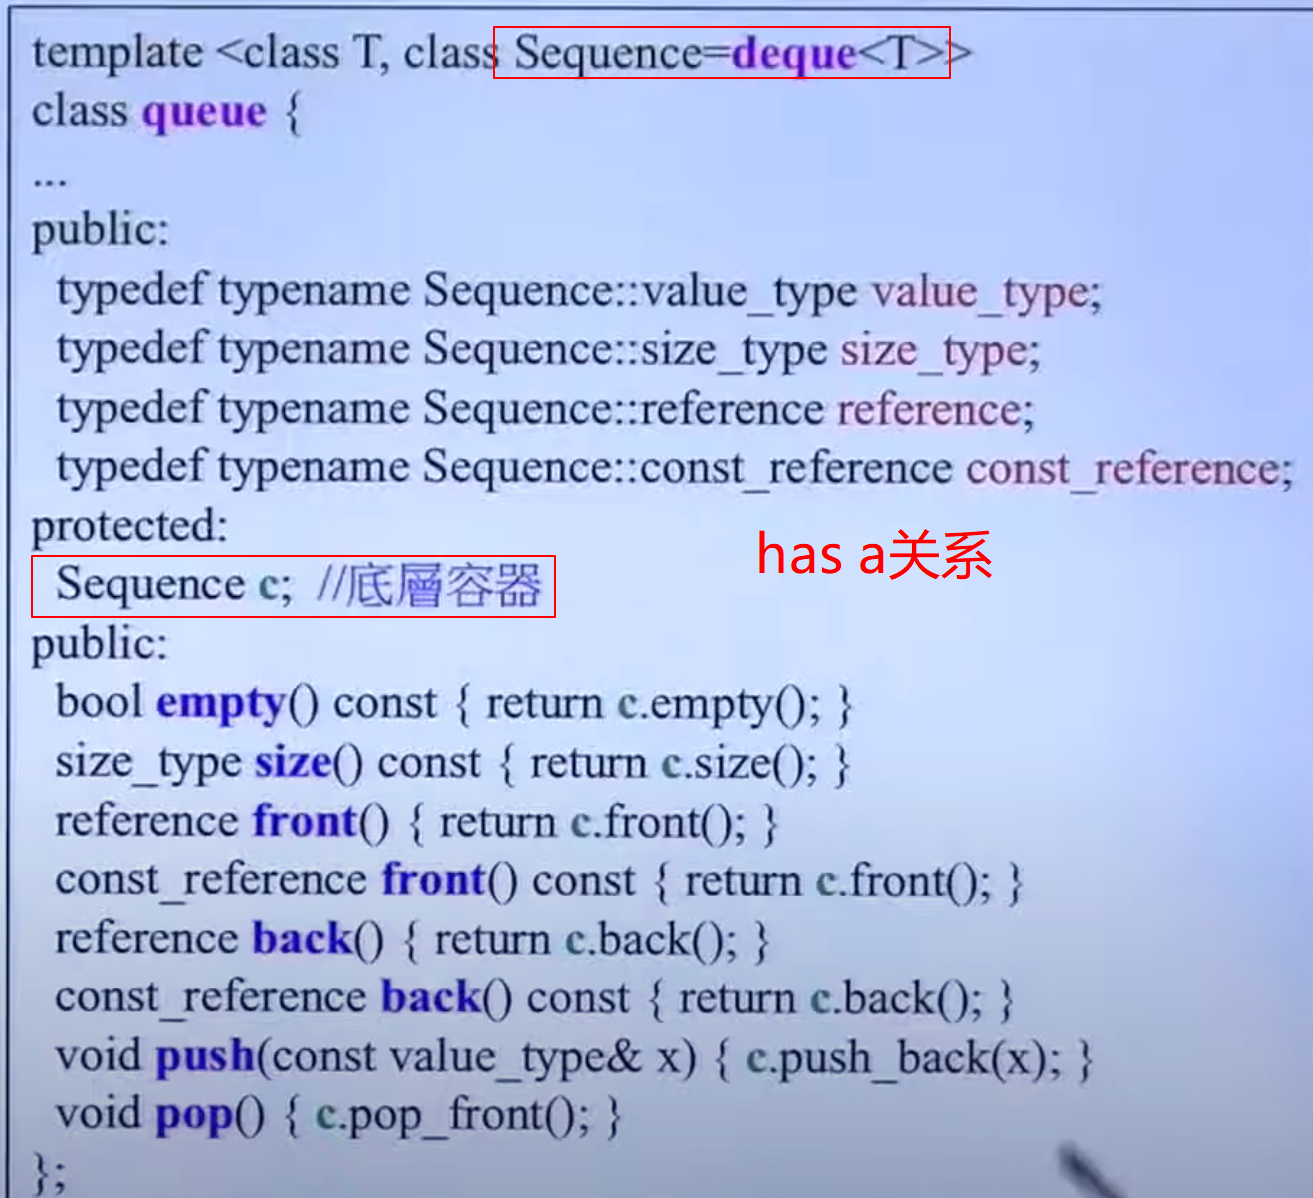 template <class T, class Sequence=deque<T>>
class queue {
...
public:
typedef typename Sequence::value_type value_type;
typedef typename Sequence::size_type size_type;
typedef typename Sequence::reference reference;
typedef typename Sequence::const_reference const_reference;
protected:
has a关系
Sequence c; //底層容器
public:
bool empty() const { return c.empty(); }
size_type size() const { return c.size(); }
reference front() { return c.front(); }
const_reference front() const { return c.front(); }
reference back() { return c.back(); }
const_reference back() const { return c.back(); }
void push(const value_type& x) { c.push_back(x); }
void pop() { c.pop_front(); }
};